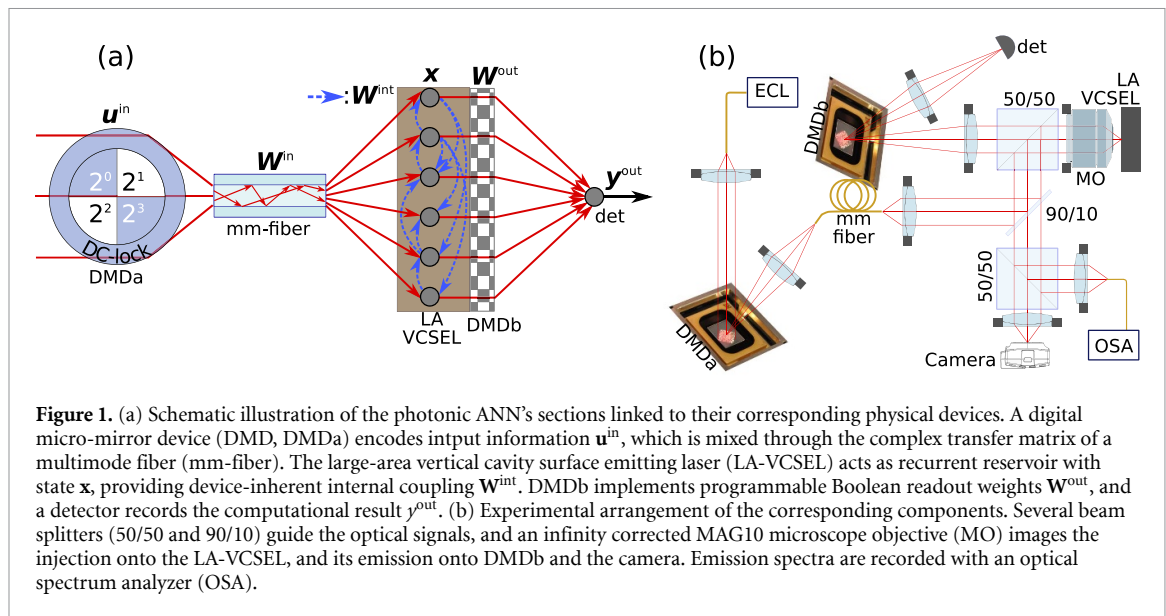 (a)
u^in
W^in
x
: W^int
W^out
2^0
2^1
2^2
2^3
DC-lock
DMDa
mm-fiber
LA
VCSEL
DMDb
y^out
det
(b)
ECL
DMDb
det
50/50
LA
VCSEL
MO
mm
fiber
90/10
50/50
DMDa
Camera
OSA
Figure 1. (a) Schematic illustration of the photonic ANN's sections linked to their corresponding physical devices. A digital
micro-mirror device (DMD, DMDa) encodes intput information u^in, which is mixed through the complex transfer matrix of a
multimode fiber (mm-fiber). The large-area vertical cavity surface emitting laser (LA-VCSEL) acts as recurrent reservoir with
state x, providing device-inherent internal coupling W^int. DMDb implements programmable Boolean readout weights W^out, and
a detector records the computational result y^out. (b) Experimental arrangement of the corresponding components. Several beam
splitters (50/50 and 90/10) guide the optical signals, and an infinity corrected MAG10 microscope objective (MO) images the
injection onto the LA-VCSEL, and its emission onto DMDb and the camera. Emission spectra are recorded with an optical
spectrum analyzer (OSA).